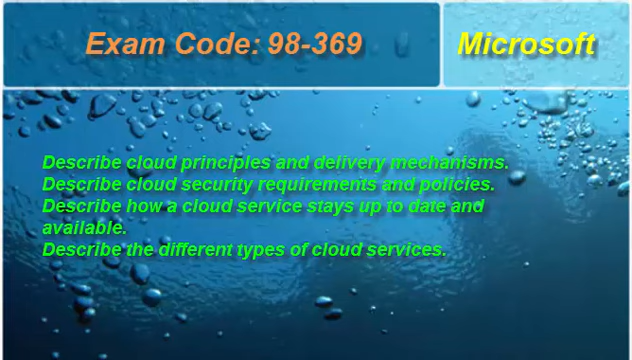 Exam Code: 98-369
Microsoft
Describe cloud principles and delivery mechanisms.
Describe cloud security requirements and policies.
Describe how a cloud service stays up to date and
available.
Describe the different types of cloud services.